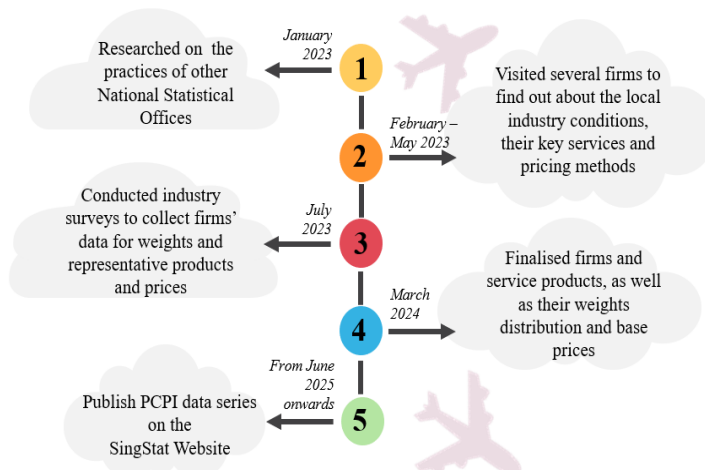 January
2023
1
Researched on the
practices of other
National Statistical
Offices
February –
May 2023
2
Visited several firms to
find out about the local
industry conditions,
their key services and
pricing methods
July
2023
3
Conducted industry
surveys to collect firms'
data for weights and
representative products
and prices
March
2024
4
Finalised firms and
service products, as well
as their weights
distribution and base
prices
From June
2025
onwards
5
Publish PCPI data series
on the
SingStat Website